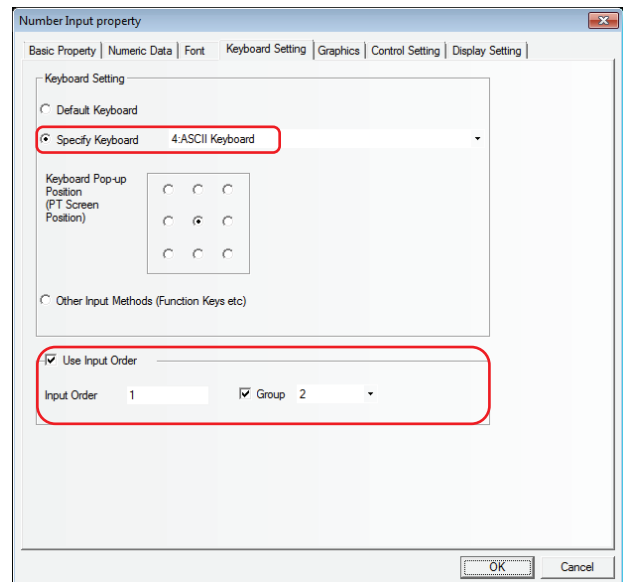 Number Input property
Basic Property Numeric Data Font Keyboard Setting Graphics Control Setting Display Setting
Keyboard Setting
Default Keyboard
Specify Keyboard 4:ASCII Keyboard
Keyboard Pop-up
Position
(PT Screen
Position)
Other Input Methods (Function Keys etc)
Use Input Order
Input Order 1 Group 2
OK Cancel